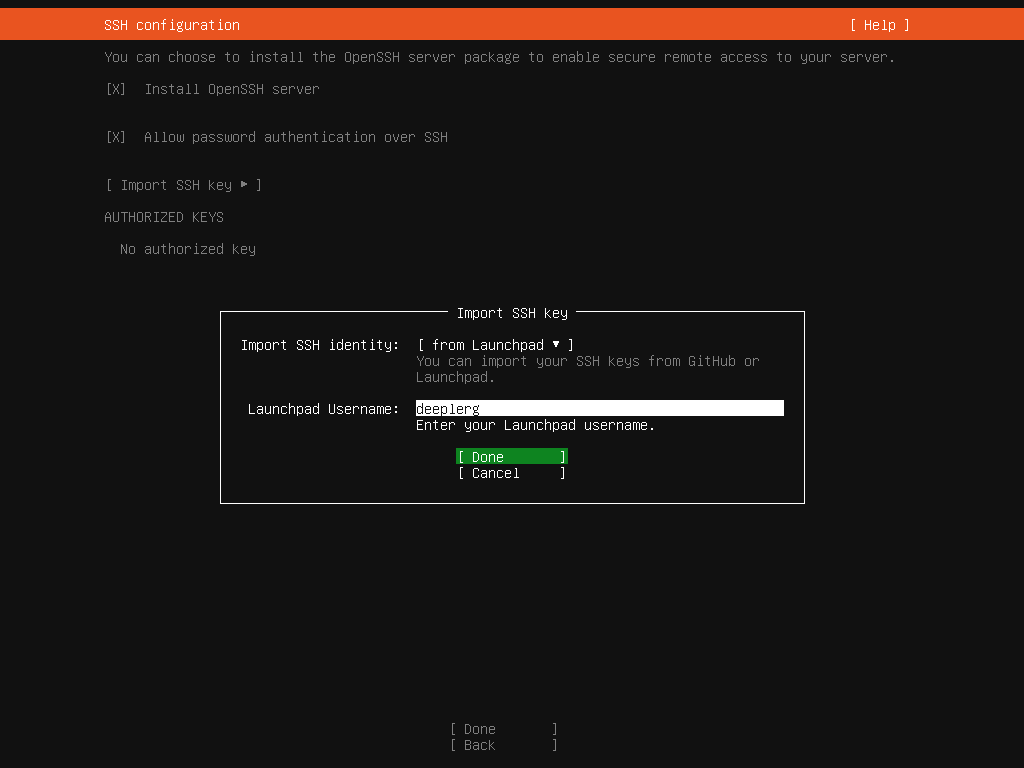 SSH configuration [ Help ]
You can choose to install the OpenSSH server package to enable secure remote access to your server.
[X] Install OpenSSH server
[X] Allow password authentication over SSH
[ Import SSH key ► ]
AUTHORIZED KEYS
No authorized key
Import SSH key
Import SSH identity: [ from Launchpad ▼ ]
You can import your SSH keys from GitHub or
Launchpad.
Launchpad Username: deeplerg
Enter your Launchpad username.
[ Done ]
[ Cancel ]
[ Done ]
[ Back ]